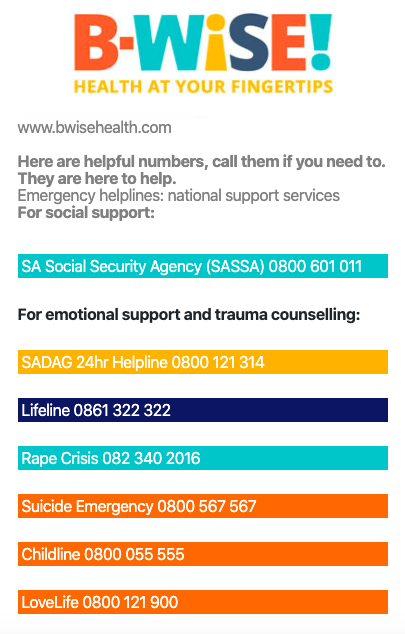 B-WiSE!
HEALTH AT YOUR FINGERTIPS
www.bwisehealth.com
Here are helpful numbers, call them if you need to.
They are here to help.
Emergency helplines: national support services
For social support:
SA Social Security Agency (SASSA) 0800 601 011
For emotional support and trauma counselling:
SADAG 24hr Helpline 0800 121 314
Lifeline 0861 322 322
Rape Crisis 082 340 2016
Suicide Emergency 0800 567 567
Childline 0800 055 555
LoveLife 0800 121 900